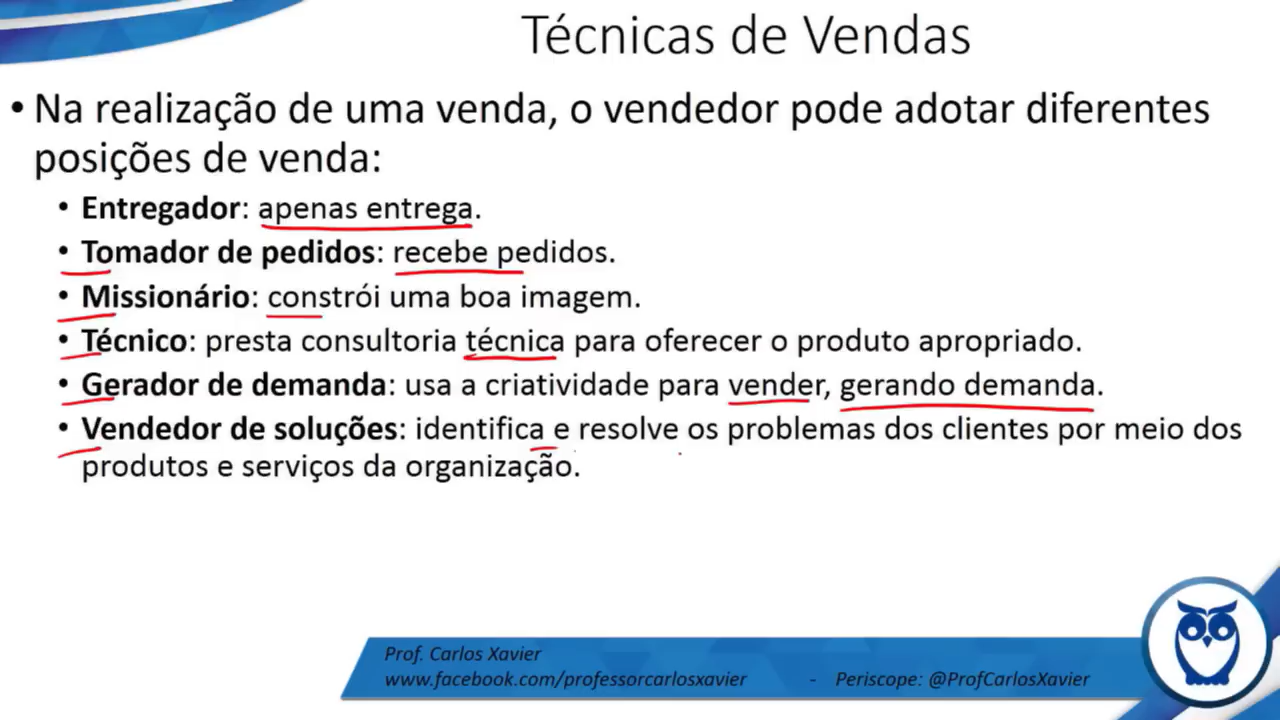 Técnicas de Vendas
• Na realização de uma venda, o vendedor pode adotar diferentes
posições de venda:
• Entregador: apenas entrega.
• Tomador de pedidos: recebe pedidos.
• Missionário: constrói uma boa imagem.
• Técnico: presta consultoria técnica para oferecer o produto apropriado.
• Gerador de demanda: usa a criatividade para vender, gerando demanda.
• Vendedor de soluções: identifica e resolve os problemas dos clientes por meio dos
produtos e serviços da organização.
Prof. Carlos Xavier
www.facebook.com/professorcarlosxavier - Periscope: @ProfCarlosXavier